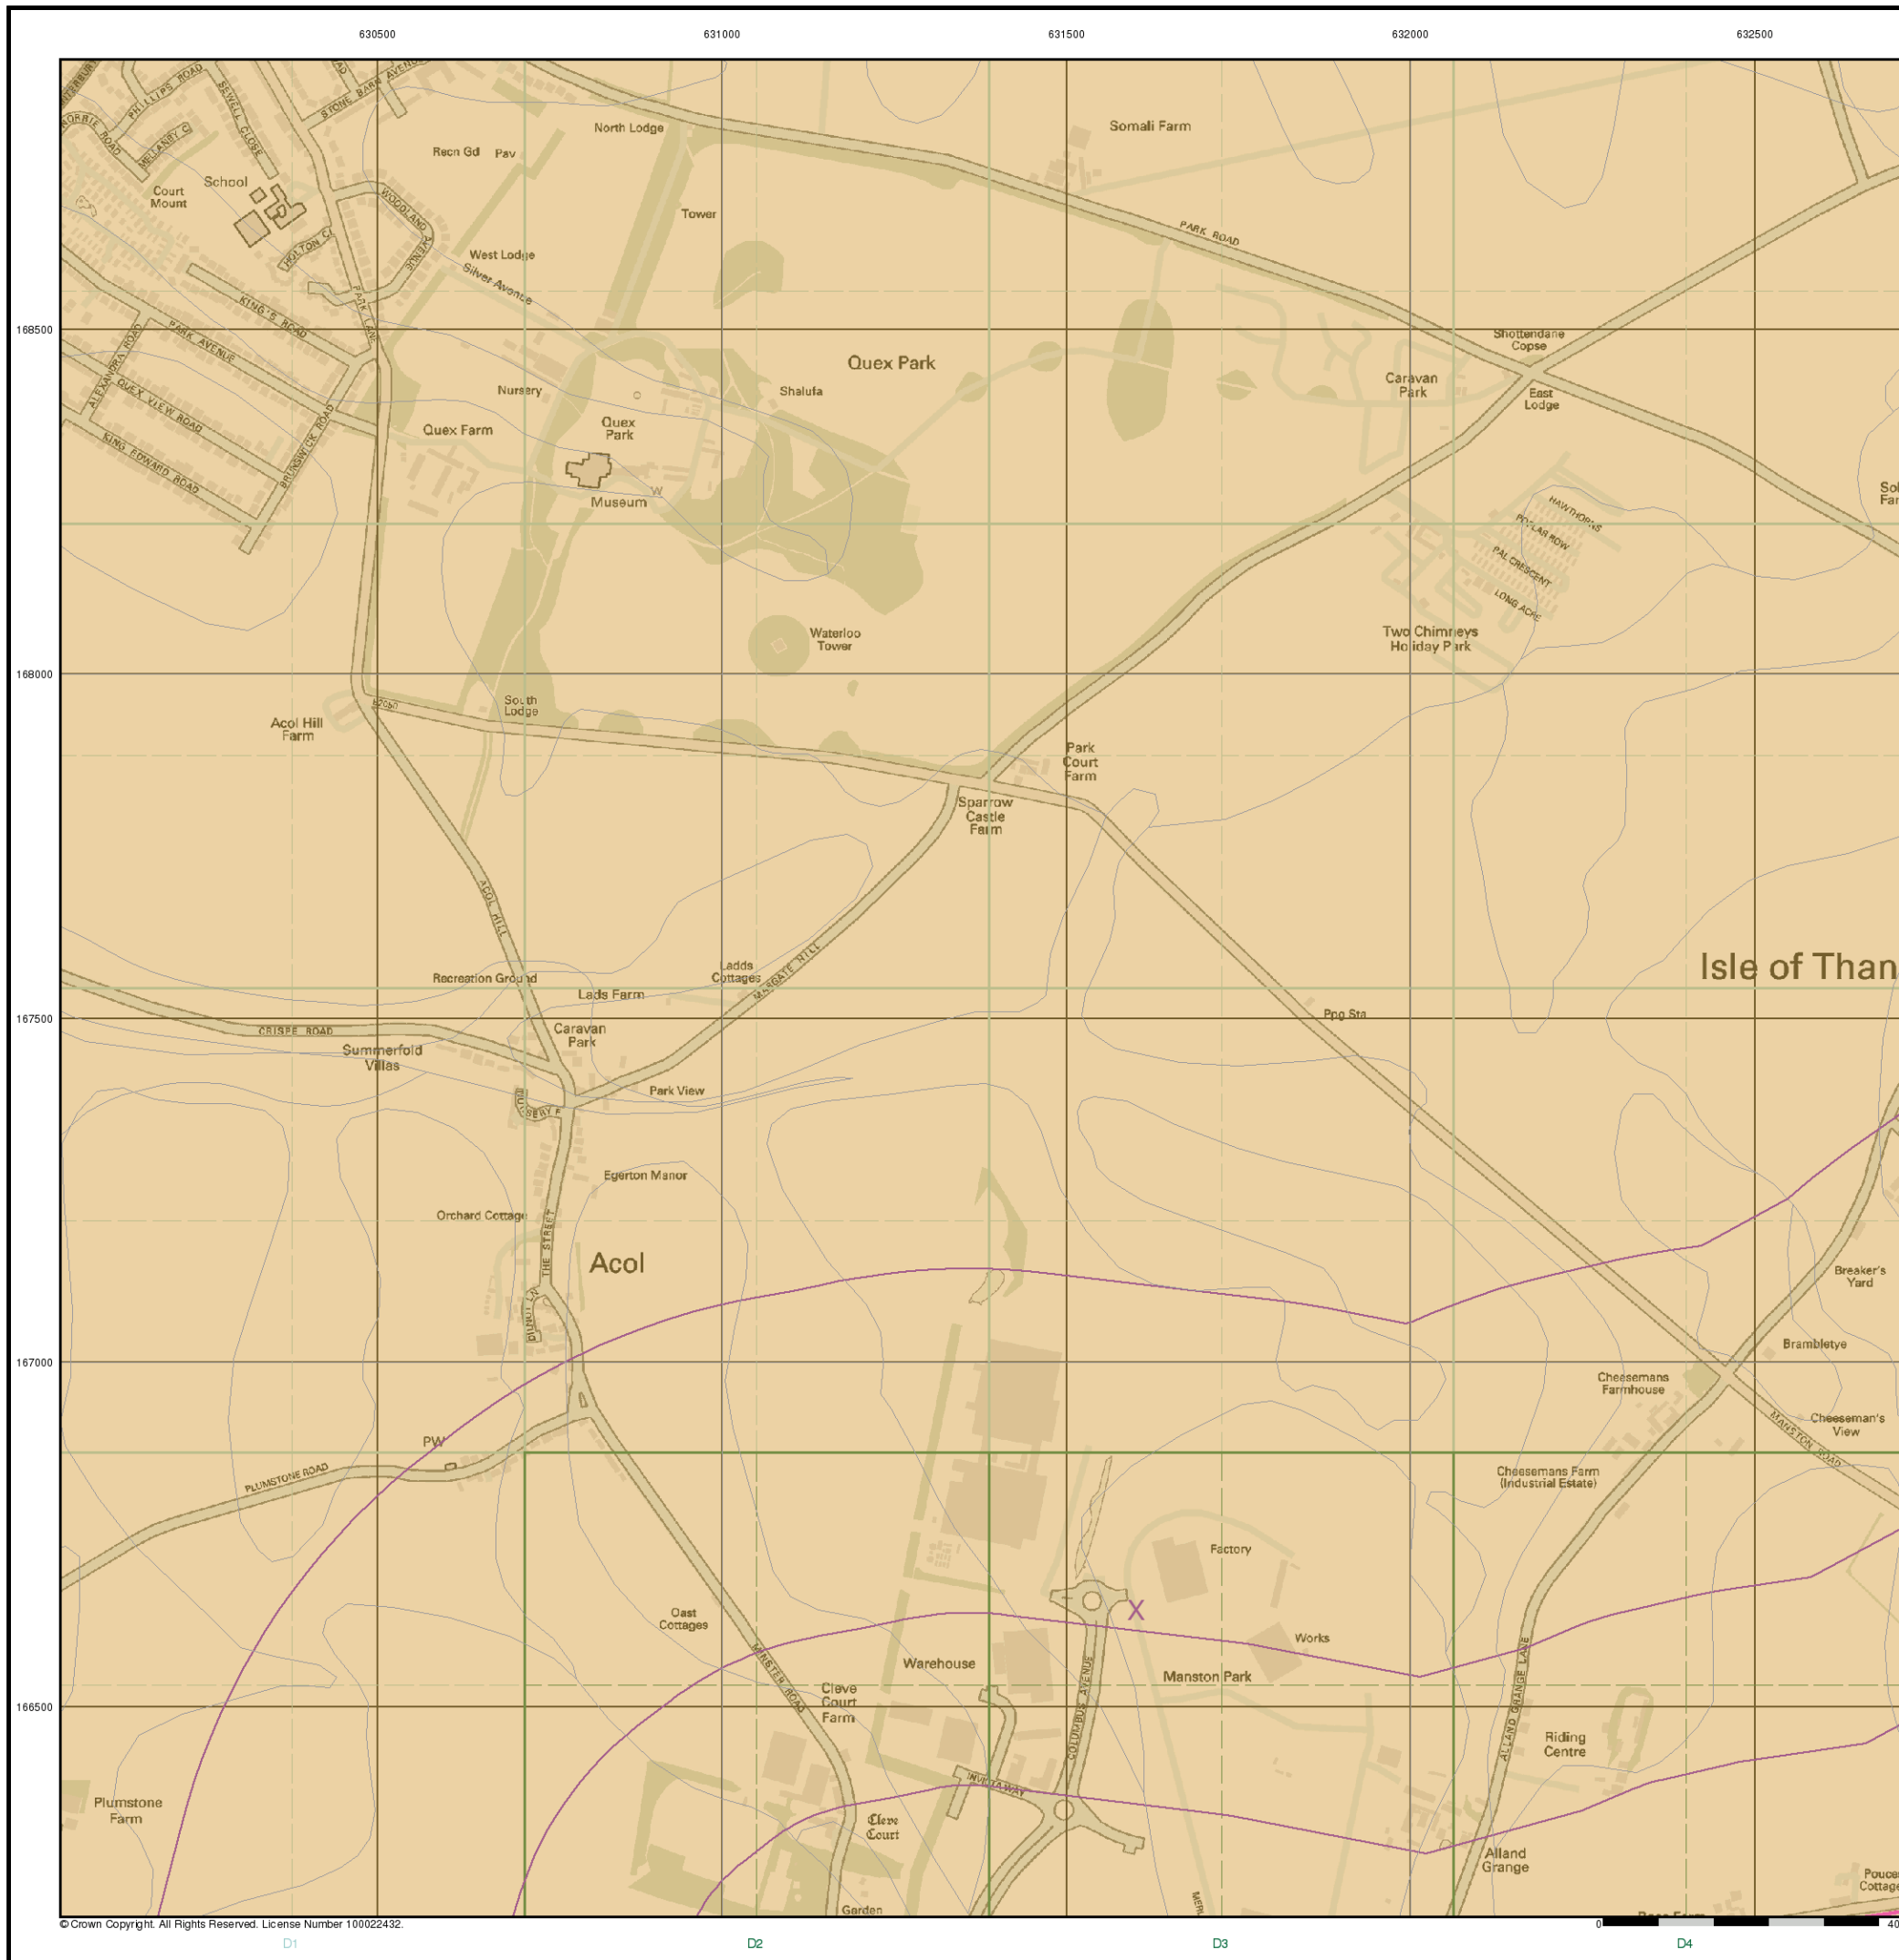 630500 631000 631500 632000 632500
168500
168000
167500
167000
166500
PHILLIPS ROAD
SEWELL CLOSE
STONE BARN AVENUE
MELLANBY C
School
Court
Mount
HOLTON C
WOODLAND AVENUE
PARK LANE
KING'S ROAD
PARK AVENUE
ALEXANDRA ROAD
QUEX VIEW ROAD
KING EDWARD ROAD
BRUNSWICK ROAD
Recn Gd Pav
North Lodge
Tower
West Lodge
Silver Avenue
Somali Farm
PARK ROAD
Shottendane
Copse
East
Lodge
Caravan
Park
Quex Park
Shalufa
Nursery
Quex
Park
Quex Farm
Museum
W
Waterloo
Tower
HAWTHORNS
POPLAR ROW
PAL CRESCENT
LONG ACRE
Two Chimneys
Holiday Park
South
Lodge
B2050
Acol Hill
Farm
Park
Court
Farm
Sparrow
Castle
Farm
ACOL HILL
MARGATE HILL
Ladds
Cottages
Recreation Ground
Lads Farm
Isle of Than
CRISPE ROAD
Summerfold
Villas
Caravan
Park
Park View
Ppg Sta
Egerton Manor
Orchard Cottage
THE STREET
Acol
Breaker's
Yard
Brambletye
Cheesemans
Farmhouse
Cheeseman's
View
MANSTON ROAD
PW
PLUMSTONE ROAD
Cheesemans Farm
(Industrial Estate)
Factory
X
Oast
Cottages
MINSTER ROAD
Warehouse
Works
Manston Park
COLUMBUS AVENUE
ALLAND GRANGE LANE
Cleve
Court
Farm
Riding
Centre
INVICTA WAY
Plumstone
Farm
Cleve
Court
Alland
Grange
Garden
© Crown Copyright. All Rights Reserved. License Number 100022432.
0 40
D1 D2 D3 D4